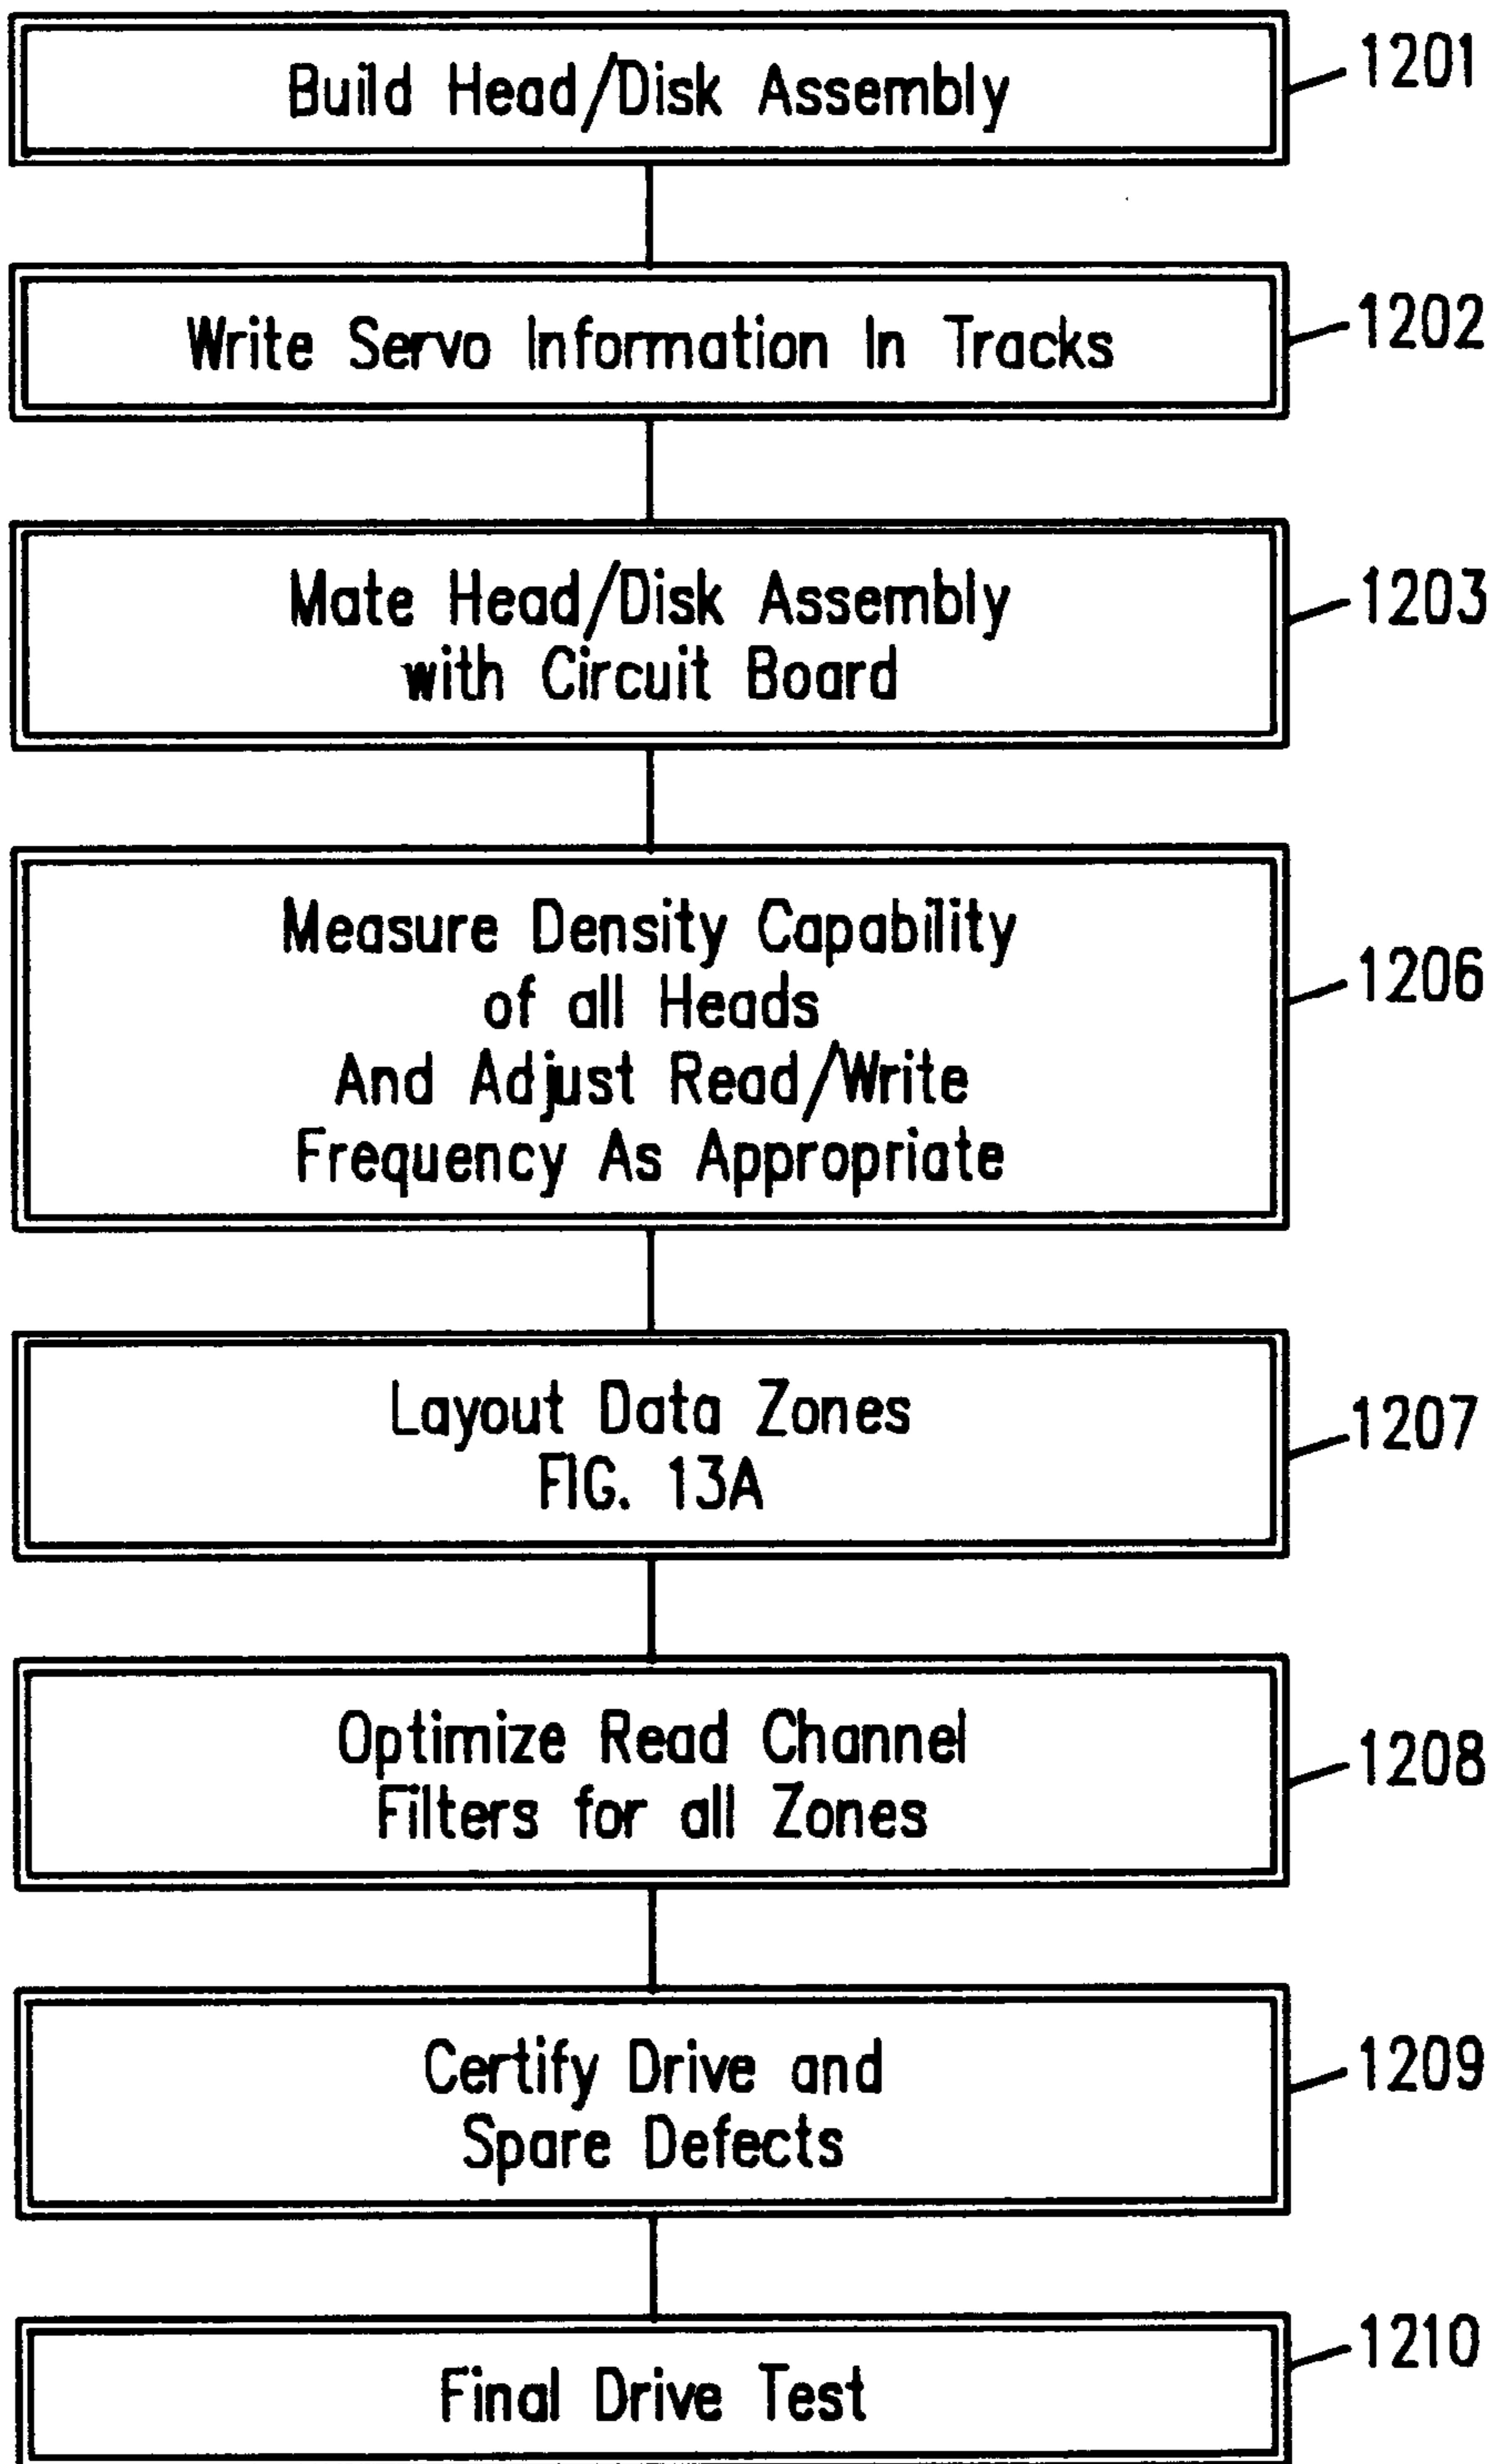 Build Head/Disk Assembly
1201
Write Servo Information In Tracks
1202
Mate Head/Disk Assembly
with Circuit Board
1203
Measure Density Capability
of all Heads
And Adjust Read/Write
Frequency As Appropriate
1206
Layout Data Zones
FIG. 13A
1207
Optimize Read Channel
Filters for all Zones
1208
Certify Drive and
Spare Defects
1209
Final Drive Test
1210